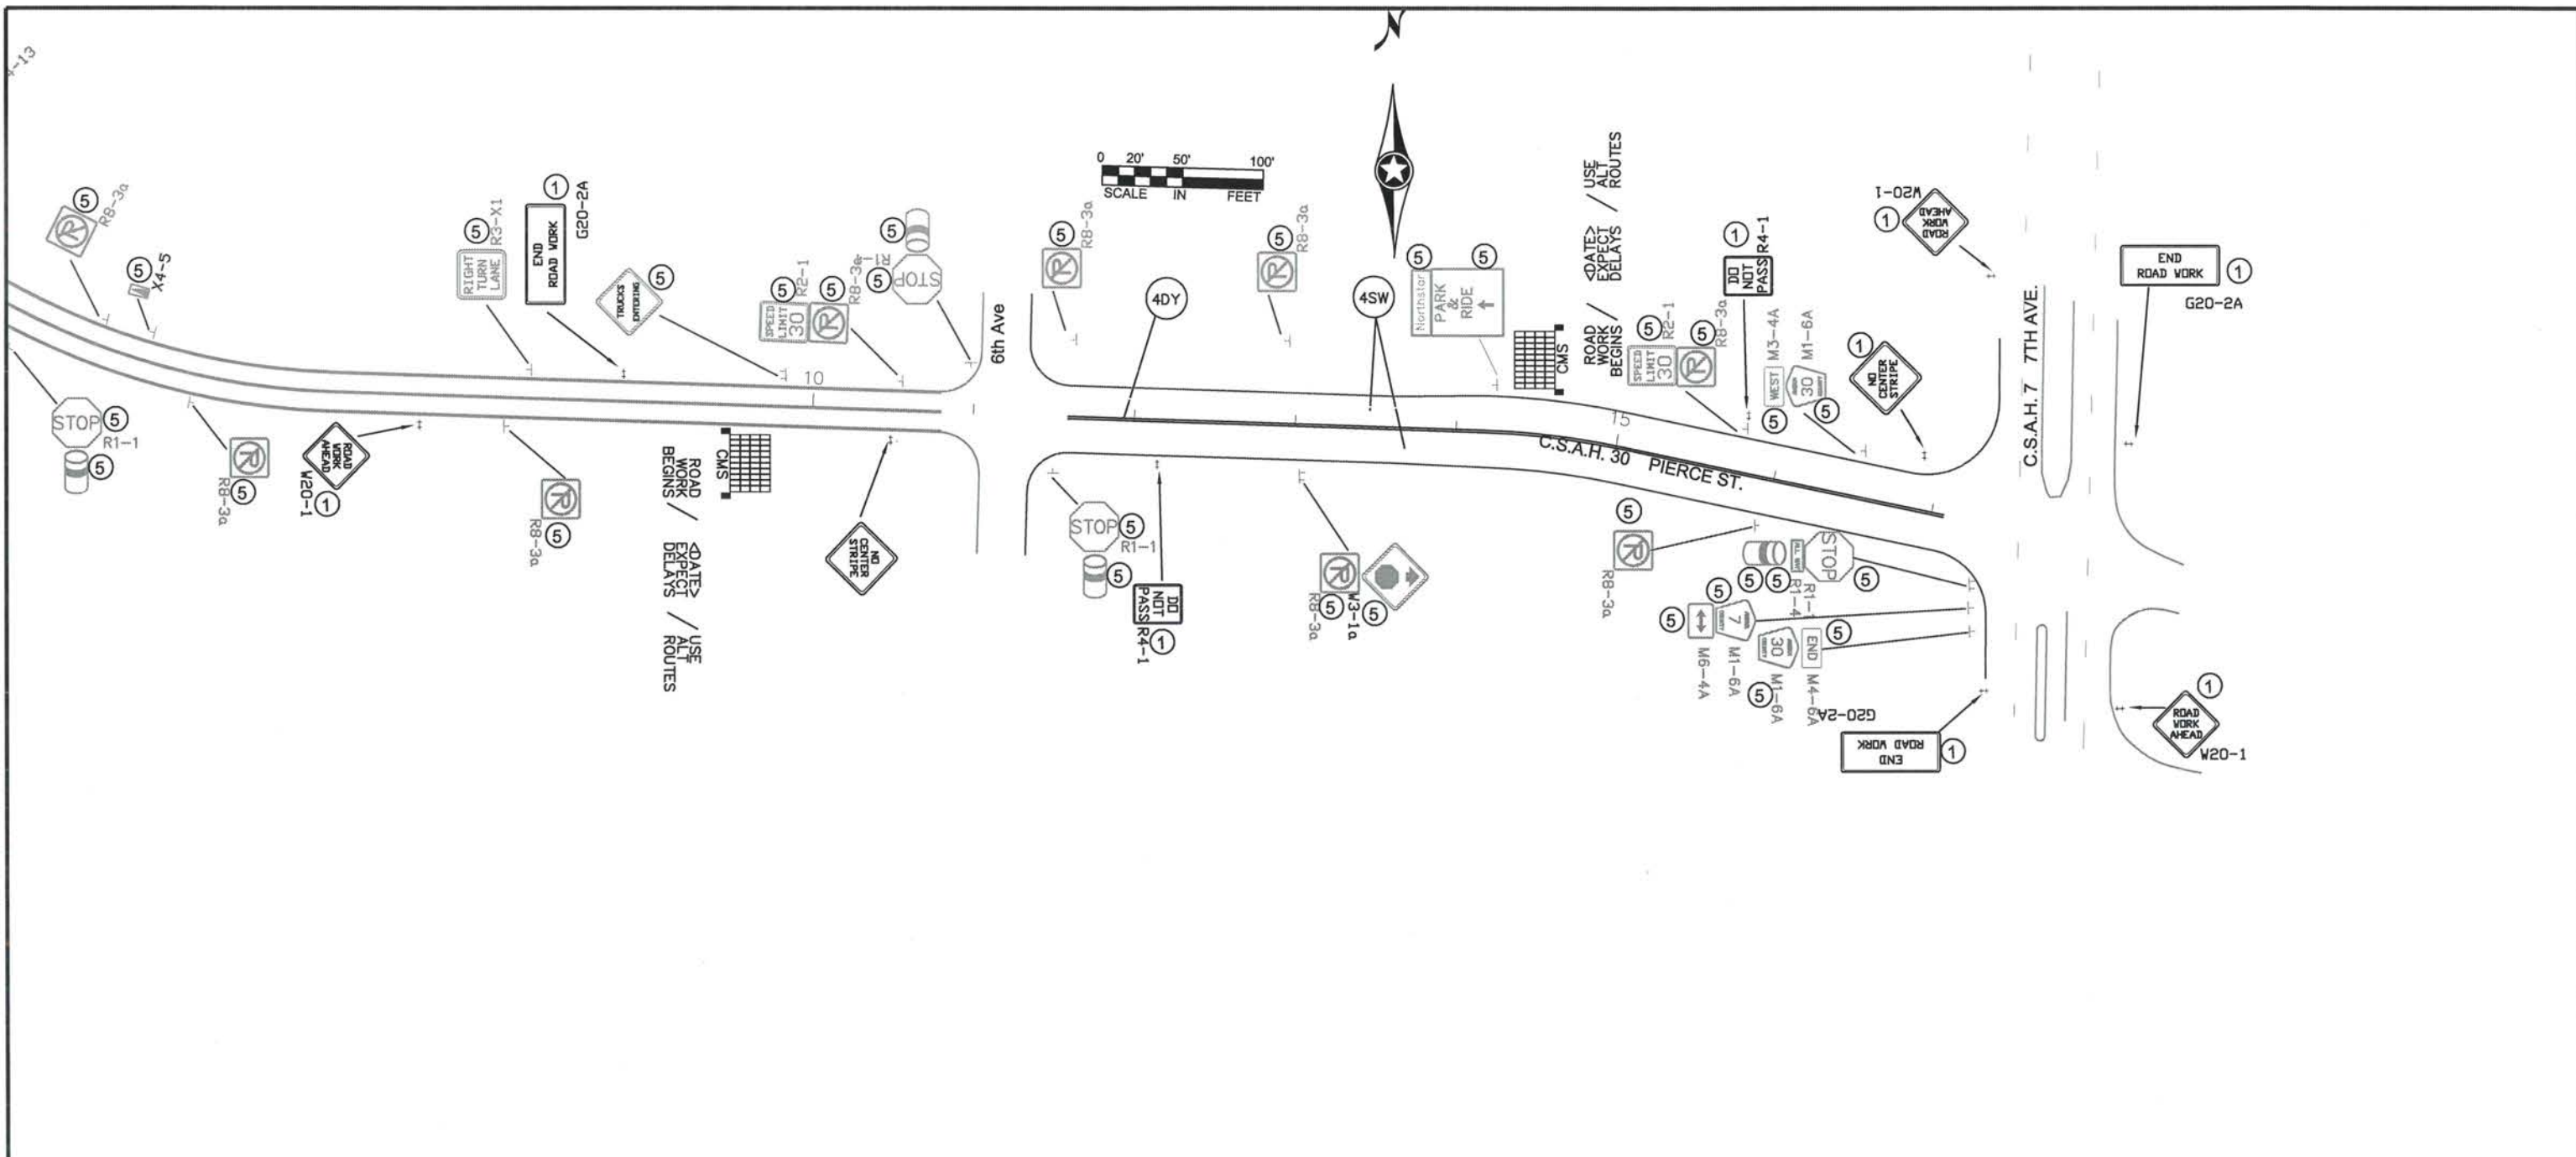 4-13
5
R8-3a
5
X4-5
STOP
5
R1-1
5
R8-3a
5
ROAD
WORK
AHEAD
W20-1
1
RIGHT
TURN
LANE
5
R3-X1
END
ROAD WORK
1
G20-2A
TRUCKS
ENTERING
5
R8-3a
5
SPEED
LIMIT
30
5
R2-1
5
R8-3a
STOP
5
R1-1
5
10
ROAD
WORK
BEGINS /
<DATE>
EXPECT
DELAYS /
USE
ALT
ROUTES
CMS
NO
CENTER
STRIPE
6th Ave
0 20' 50' 100'
SCALE IN FEET
N
5
R8-3a
4DY
5
R8-3a
4SW
5
Northstar
5
PARK
&
RIDE
CMS
ROAD
WORK
BEGINS /
<DATE>
EXPECT
DELAYS /
USE
ALT
ROUTES
SPEED
LIMIT
30
5
R2-1
5
R8-3a
DO
NOT
PASS
1
R4-1
WEST
M3-4A
5
30
M1-6A
5
NO
CENTER
STRIPE
1
ROAD
WORK
AHEAD
1
W20-1
15
C.S.A.H. 30 PIERCE ST.
C.S.A.H. 7 7TH AVE.
END
ROAD WORK
1
G20-2A
STOP
5
R1-1
5
DO
NOT
PASS
R4-1
1
R8-3a
5
W3-1a
5
5
R8-3a
STOP
5
R1-1
ALL WAY
R1-4
5
5
5
M6-4A
7
COUNTY
5
M1-6A
30
COUNTY
5
M1-6A
END
5
M4-6A
G20-2A
END
ROAD WORK
1
ROAD
WORK
AHEAD
1
W20-1